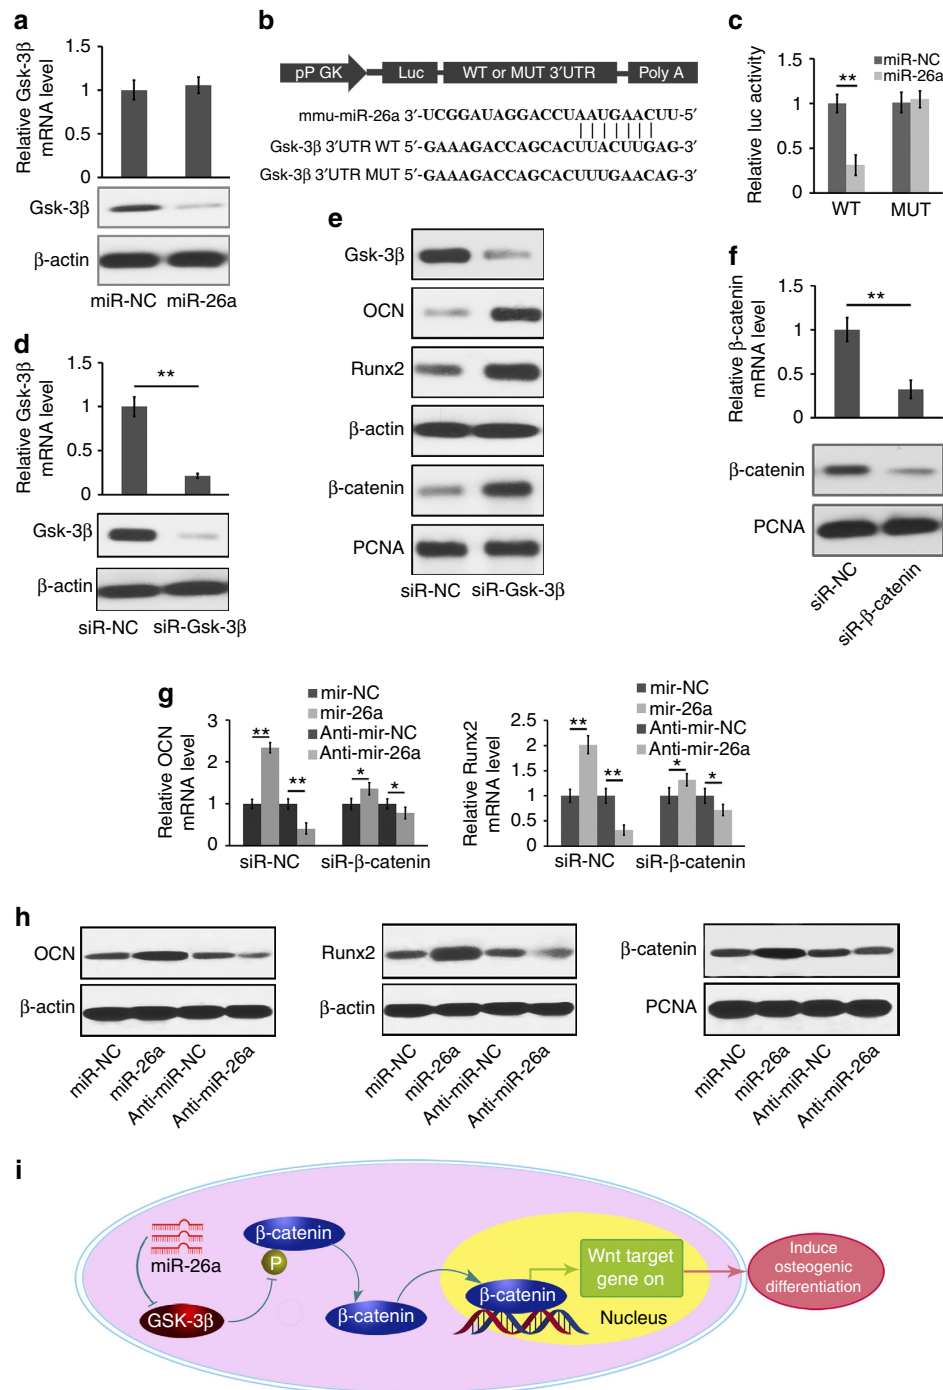 a
Relative Gsk-3β
mRNA level
1.5
1
0.5
0
Gsk-3β
β-actin
miR-NC miR-26a
b
pP GK
Luc
WT or MUT 3′UTR
Poly A
mmu-miR-26a 3′-UCGGAUAGGACCUAAUGAACUU-5′
Gsk-3β 3′UTR WT 5′-GAAAGACCAGCACUUACUUGAG-3′
Gsk-3β 3′UTR MUT 5′-GAAAGACCAGCACUUUGAACAG-3′
c
Relative luc activity
miR-NC
miR-26a
1.5
1
0.5
0
**
WT MUT
d
Relative Gsk-3β
mRNA level
1.5
1
0.5
0
**
Gsk-3β
β-actin
siR-NC siR-Gsk-3β
e
Gsk-3β
OCN
Runx2
β-actin
β-catenin
PCNA
siR-NC siR-Gsk-3β
f
Relative β-catenin
mRNA level
1.5
1
0.5
0
**
β-catenin
PCNA
siR-NC
siR-β-catenin
g
Relative OCN
mRNA level
3
2
1
0
mir-NC
mir-26a
Anti-mir-NC
Anti-mir-26a
**
**
*
*
siR-NC siR-β-catenin
Relative Runx2
mRNA level
2.5
2
1.5
1
0.5
0
mir-NC
mir-26a
Anti-mir-NC
Anti-mir-26a
**
**
*
*
siR-NC siR-β-catenin
h
OCN
β-actin
miR-NC
miR-26a
Anti-miR-NC
Anti-miR-26a
Runx2
β-actin
miR-NC
miR-26a
Anti-miR-NC
Anti-miR-26a
β-catenin
PCNA
miR-NC
miR-26a
Anti-miR-NC
Anti-miR-26a
i
miR-26a
GSK-3β
β-catenin
P
β-catenin
β-catenin
Wnt target
gene on
Nucleus
Induce
osteogenic
differentiation